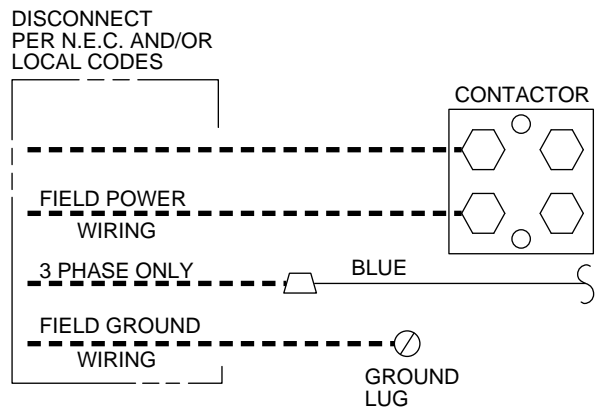 DISCONNECT
PER N.E.C. AND/OR
LOCAL CODES
CONTACTOR
FIELD POWER
WIRING
3 PHASE ONLY
BLUE
FIELD GROUND
WIRING
GROUND
LUG